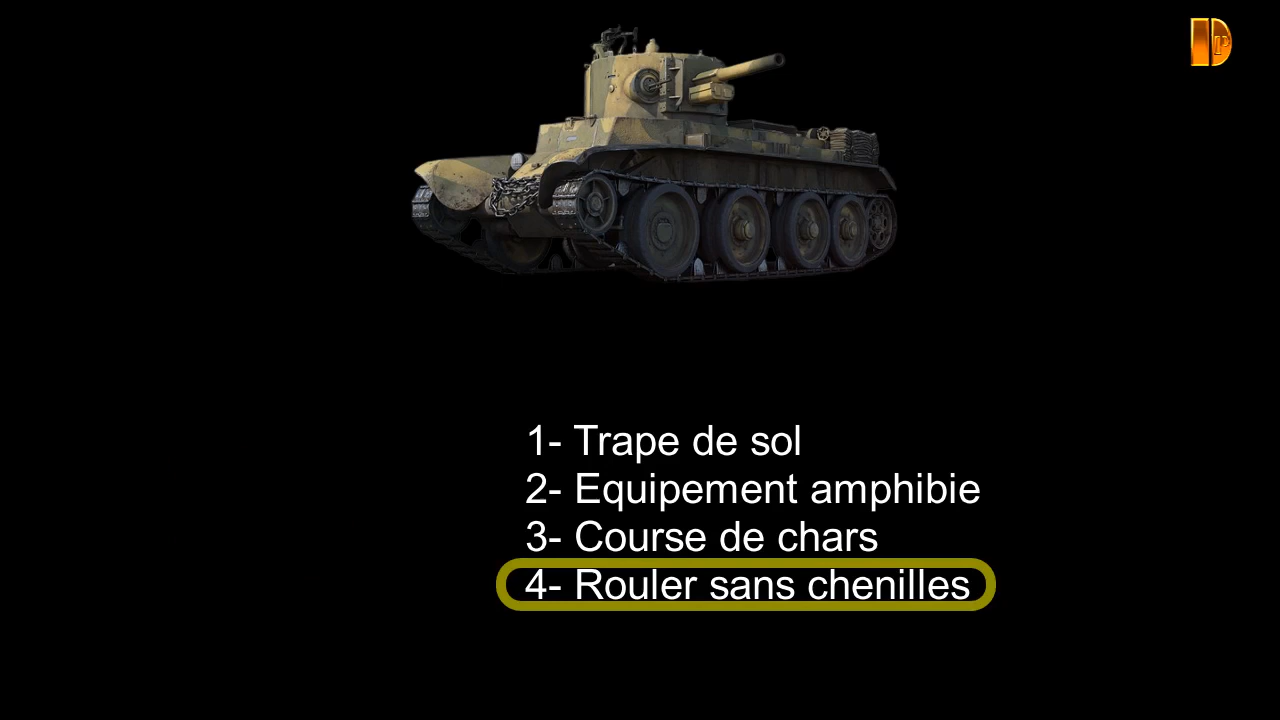 1- Trape de sol
2- Equipement amphibie
3- Course de chars
4- Rouler sans chenilles